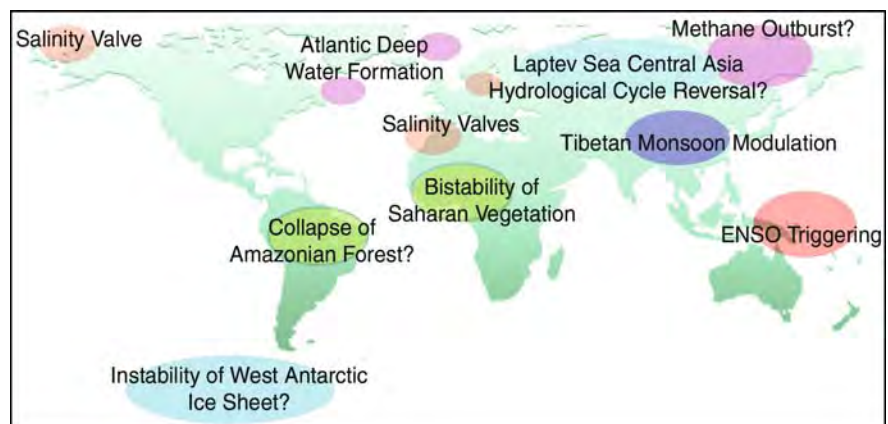 Salinity Valve
Atlantic Deep
Water Formation
Methane Outburst?
Laptev Sea Central Asia
Hydrological Cycle Reversal?
Salinity Valves
Tibetan Monsoon Modulation
Bistability of
Saharan Vegetation
Collapse of
Amazonian Forest?
ENSO Triggering
Instability of West Antarctic
Ice Sheet?